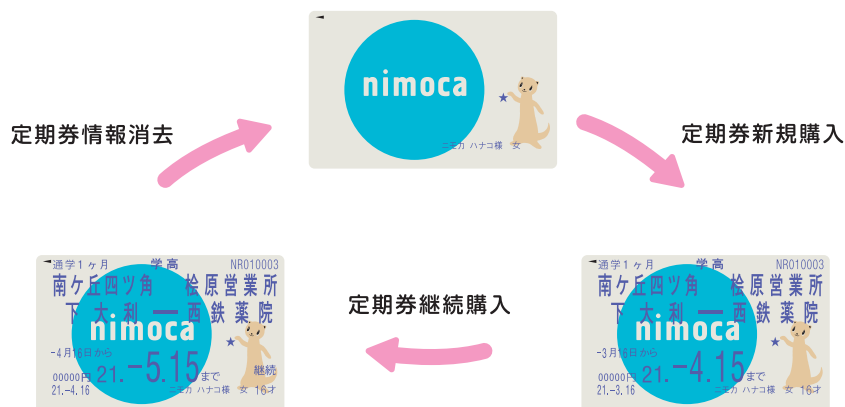 nimoca
ニモカ ハナコ様 女
定期券情報消去
定期券新規購入
通学1ヶ月 学高 NR010003
南ケ丘四ツ角 桧原営業所
下大利 ー 西鉄薬院
nimoca
-4月16日から
00000円 21.-5.15まで 継続
21.-4.16 ニモカ ハナコ様 女 16才
定期券継続購入
通学1ヶ月 学高 NR010003
南ケ丘四ツ角 桧原営業所
下大利 ー 西鉄薬院
nimoca
-3月16日から
00000円 21.-4.15まで
21.-3.16 ニモカ ハナコ様 女 16才